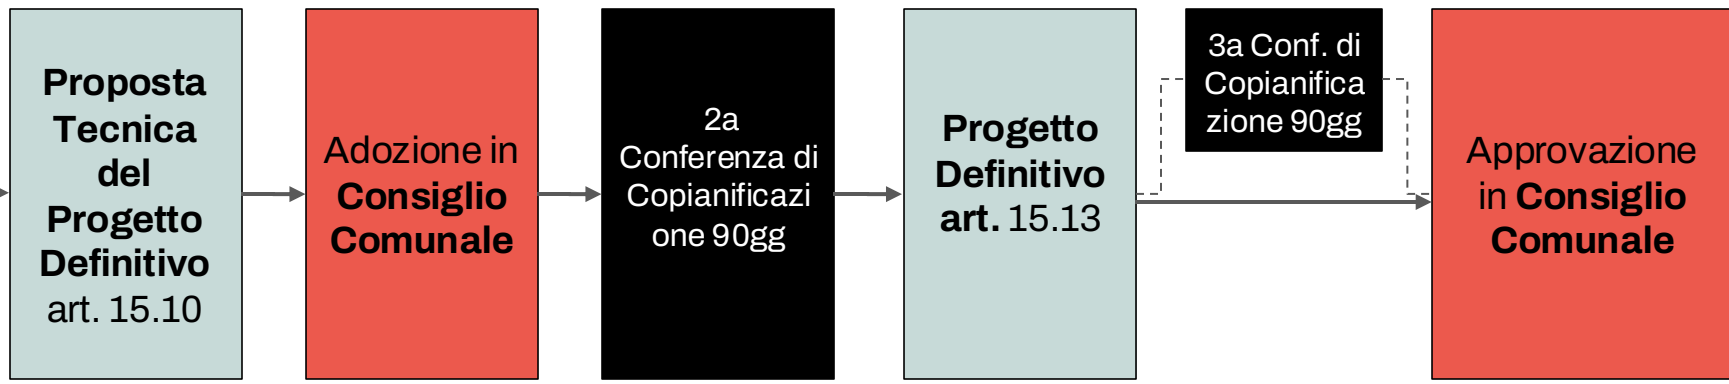 Proposta
Tecnica
del
Progetto
Definitivo
art. 15.10
Adozione in
Consiglio
Comunale
2a
Conferenza di
Copianificazi
one 90gg
Progetto
Definitivo
art. 15.13
3a Conf. di
Copianifica
zione 90gg
Approvazione
in Consiglio
Comunale